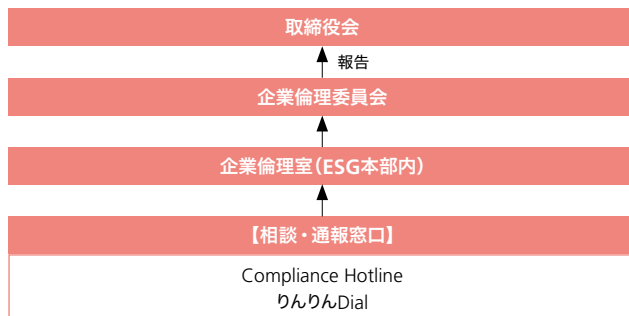 取締役会
報告
企業倫理委員会
企業倫理室(ESG本部内)
【相談・通報窓口】
Compliance Hotline
りんりんDial